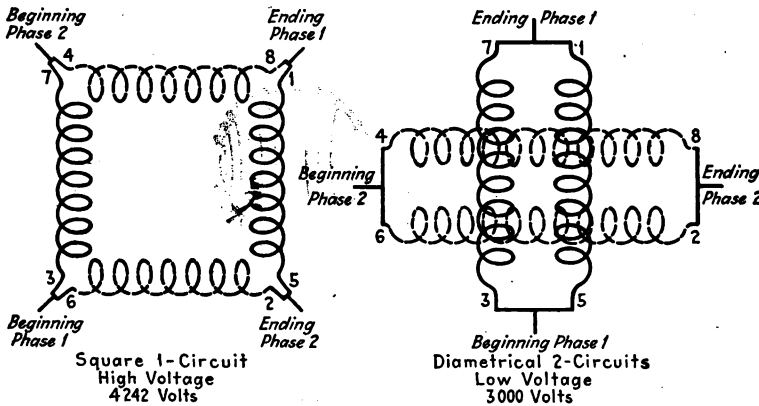 Beginning
Phase 2
4
7
Ending
Phase 1
8
1
3
6
Beginning
Phase 1
5
2
Ending
Phase 2
Square 1-Circuit
High Voltage
4242 Volts
Ending Phase 1
7
1
4
8
Beginning
Phase 2
Ending
Phase 2
6
2
3
5
Beginning Phase 1
Diametrical 2-Circuits
Low Voltage
3000 Volts